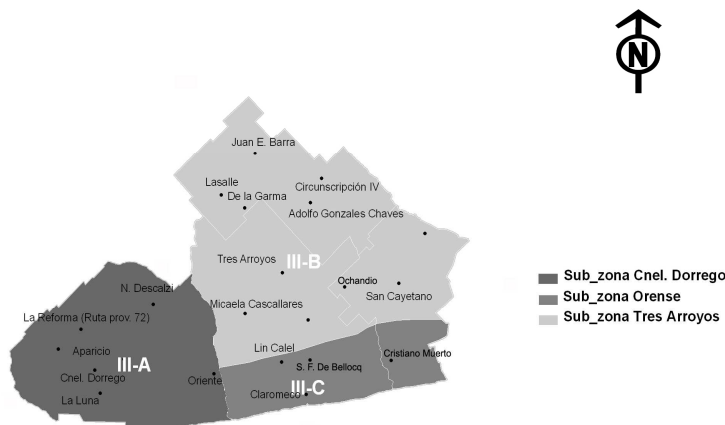 N
Juan E. Barra
Circunscripción IV
Lasalle
De la Garma
Adolfo Gonzales Chaves
Tres Arroyos
III-B
Ochandio
San Cayetano
N. Descalzi
Micaela Cascallares
La Reforma (Ruta prov. 72)
Lin Calel
Aparicio
III-A
S. F. De Bellocq
Cristiano Muerto
Cnel. Dorrego
Oriente
III-C
La Luna
Claromeco
Sub_zona Cnel. Dorrego
Sub_zona Orense
Sub_zona Tres Arroyos